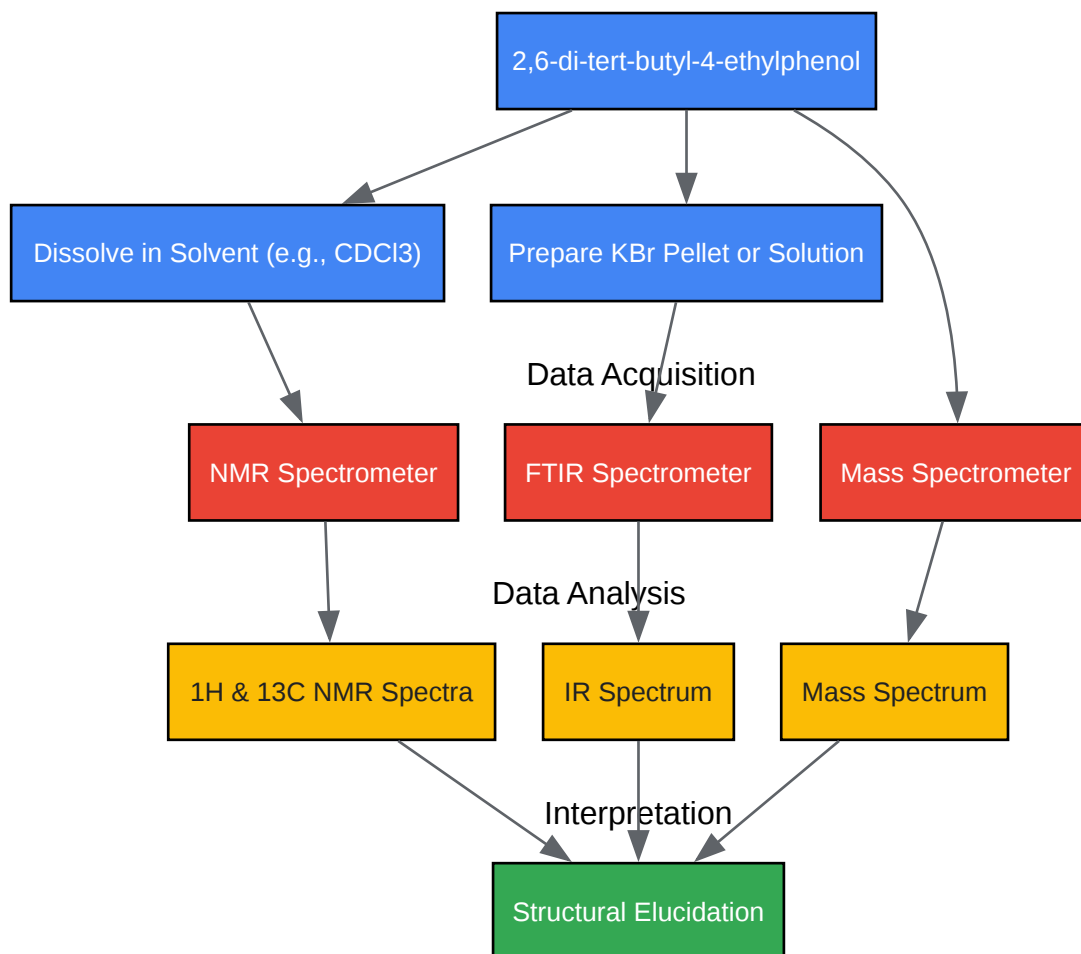 2,6-di-tert-butyl-4-ethylphenol
Dissolve in Solvent (e.g., CDCl3)
Prepare KBr Pellet or Solution
Data Acquisition
NMR Spectrometer
FTIR Spectrometer
Mass Spectrometer
Data Analysis
1H & 13C NMR Spectra
IR Spectrum
Mass Spectrum
Interpretation
Structural Elucidation